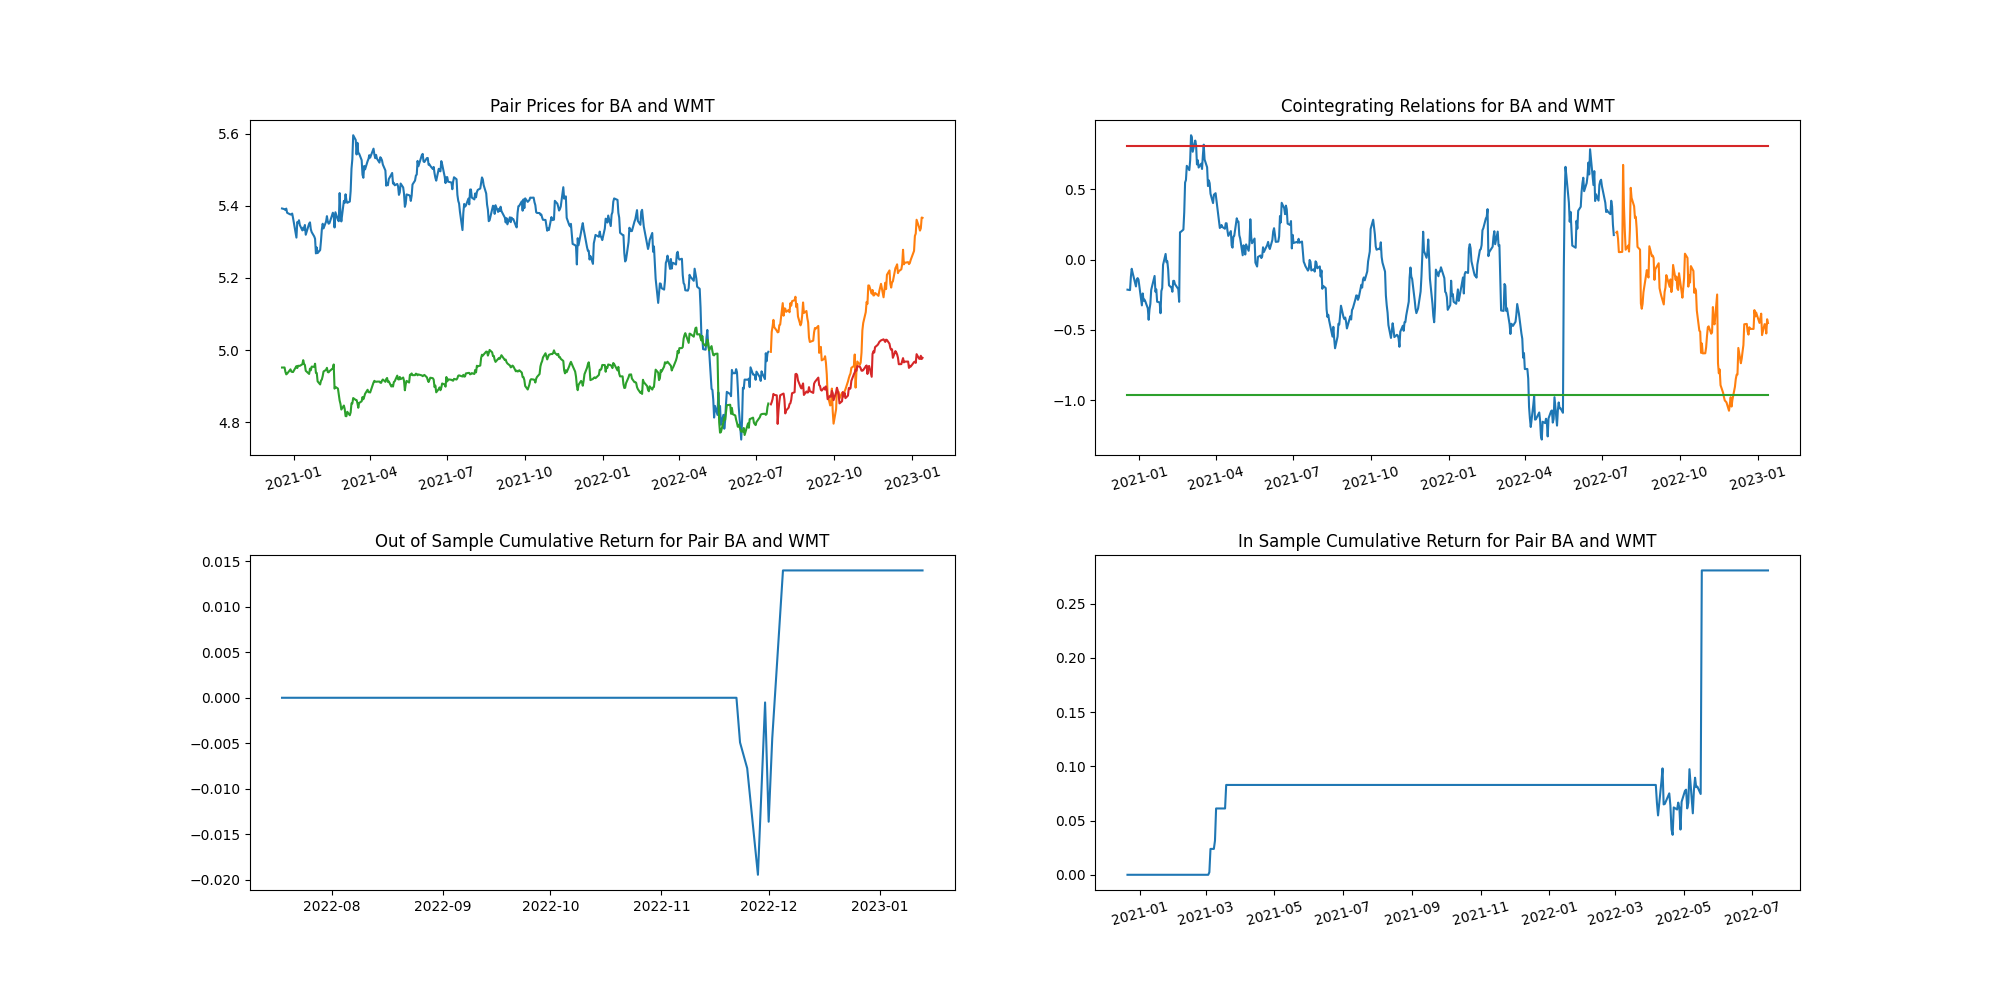 Pair Prices for BA and WMT
5.6
5.4
5.2
5.0
4.8
2021-01 2021-04 2021-07 2021-10 2022-01 2022-04 2022-07 2022-10 2023-01
Cointegrating Relations for BA and WMT
0.5
0.0
−0.5
−1.0
2021-01 2021-04 2021-07 2021-10 2022-01 2022-04 2022-07 2022-10 2023-01
Out of Sample Cumulative Return for Pair BA and WMT
0.015
0.010
0.005
0.000
−0.005
−0.010
−0.015
−0.020
2022-08 2022-09 2022-10 2022-11 2022-12 2023-01
In Sample Cumulative Return for Pair BA and WMT
0.25
0.20
0.15
0.10
0.05
0.00
2021-01 2021-03 2021-05 2021-07 2021-09 2021-11 2022-01 2022-03 2022-05 2022-07